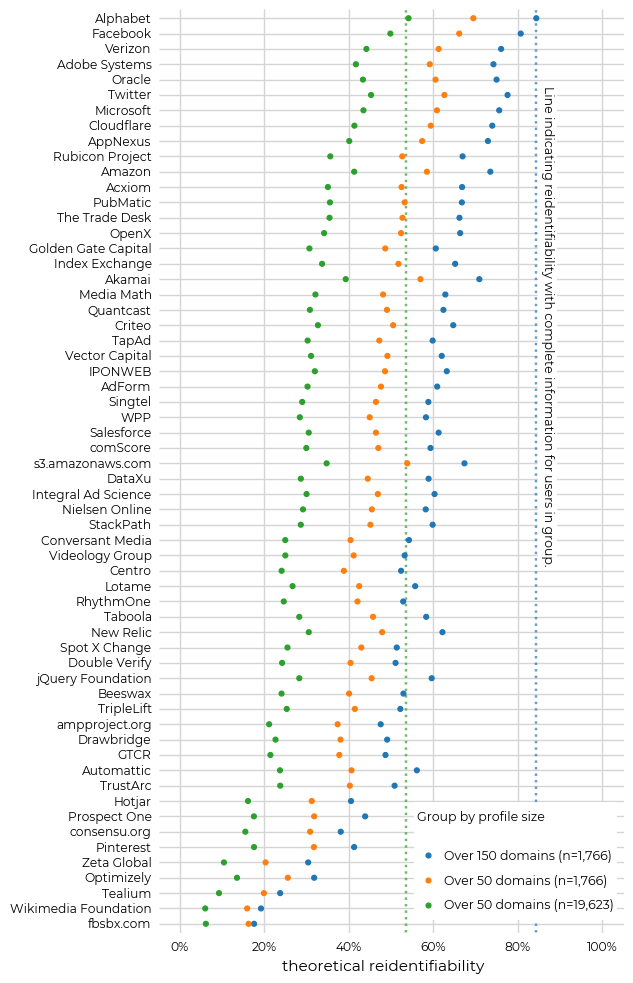 Alphabet
Facebook
Verizon
Adobe Systems
Oracle
Twitter
Microsoft
Cloudflare
AppNexus
Rubicon Project
Amazon
Acxiom
PubMatic
The Trade Desk
OpenX
Golden Gate Capital
Index Exchange
Akamai
Media Math
Quantcast
Criteo
TapAd
Vector Capital
IPONWEB
AdForm
Singtel
WPP
Salesforce
comScore
s3.amazonaws.com
DataXu
Integral Ad Science
Nielsen Online
StackPath
Conversant Media
Videology Group
Centro
Lotame
RhythmOne
Taboola
New Relic
Spot X Change
Double Verify
jQuery Foundation
Beeswax
TripleLift
ampproject.org
Drawbridge
GTCR
Automattic
TrustArc
Hotjar
Prospect One
consensu.org
Pinterest
Zeta Global
Optimizely
Tealium
Wikimedia Foundation
fbsbx.com
Line indicating reidentifiability with complete information for users in group.
Group by profile size
Over 150 domains (n=1,766)
Over 50 domains (n=1,766)
Over 50 domains (n=19,623)
0% 20% 40% 60% 80% 100%
theoretical reidentifiability